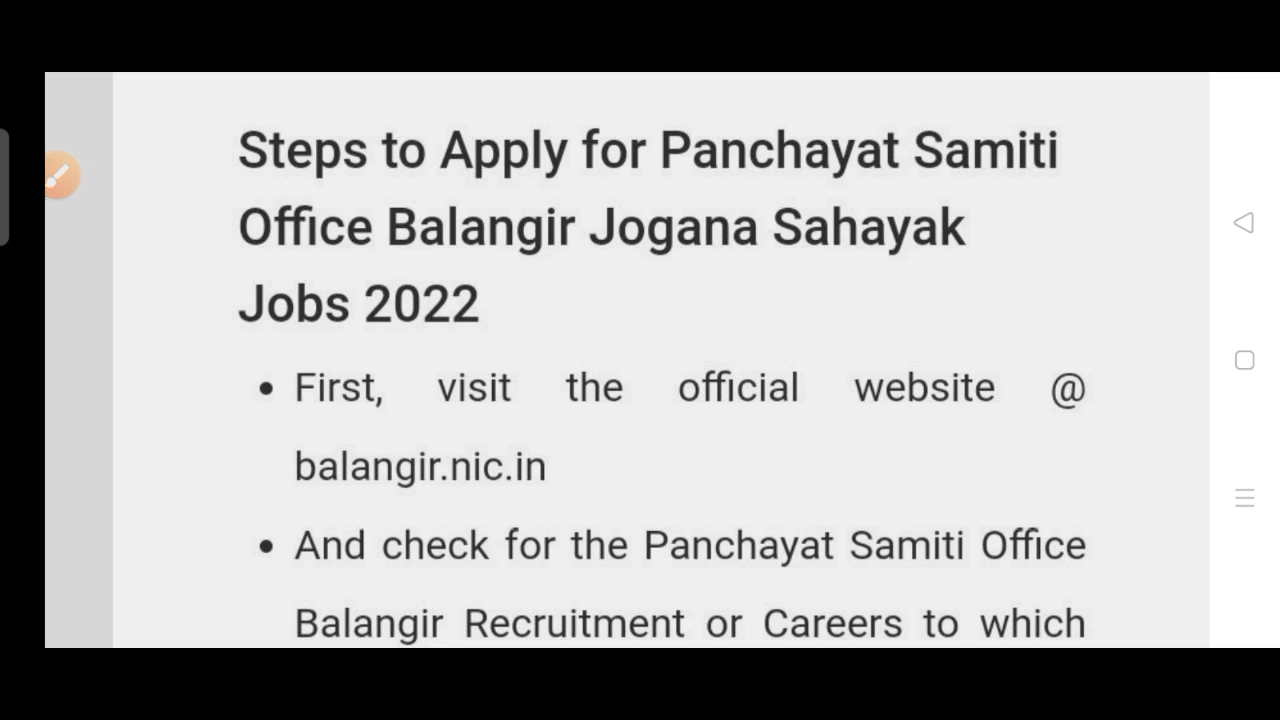 Steps to Apply for Panchayat Samiti
Office Balangir Jogana Sahayak
Jobs 2022
• First, visit the official website @
balangir.nic.in
• And check for the Panchayat Samiti Office
Balangir Recruitment or Careers to which